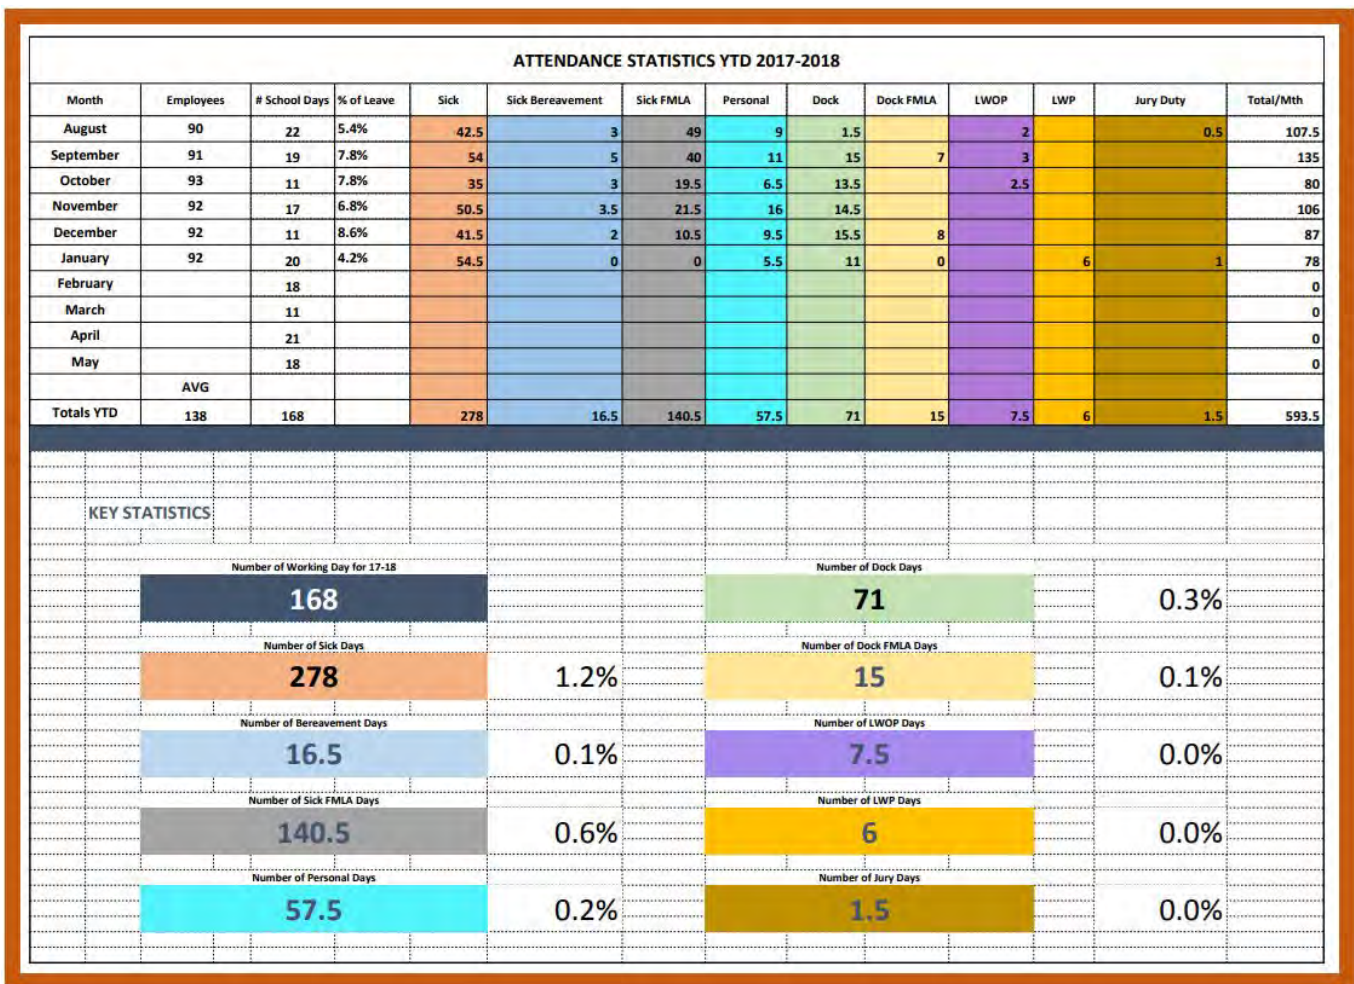 ATTENDANCE STATISTICS YTD 2017-2018
Month Employees # School Days % of Leave Sick Sick Bereavement Sick FMLA Personal Dock Dock FMLA LWOP LWP Jury Duty Total/Mth
August 90 22 5.4% 42.5 3 49 9 1.5 2 0.5 107.5
September 91 19 7.8% 54 5 40 11 15 7 3 135
October 93 11 7.8% 35 3 19.5 6.5 13.5 2.5 80
November 92 17 6.8% 50.5 3.5 21.5 16 14.5 106
December 92 11 8.6% 41.5 2 10.5 9.5 15.5 8 87
January 92 20 4.2% 54.5 0 0 5.5 11 0 6 1 78
February 18 0
March 11 0
April 21 0
May 18 0
AVG
Totals YTD 138 168 278 16.5 140.5 57.5 71 15 7.5 6 1.5 593.5
KEY STATISTICS
Number of Working Day for 17-18 Number of Dock Days
168 71 0.3%
Number of Sick Days Number of Dock FMLA Days
278 1.2% 15 0.1%
Number of Bereavement Days Number of LWOP Days
16.5 0.1% 7.5 0.0%
Number of Sick FMLA Days Number of LWP Days
140.5 0.6% 6 0.0%
Number of Personal Days Number of Jury Days
57.5 0.2% 1.5 0.0%